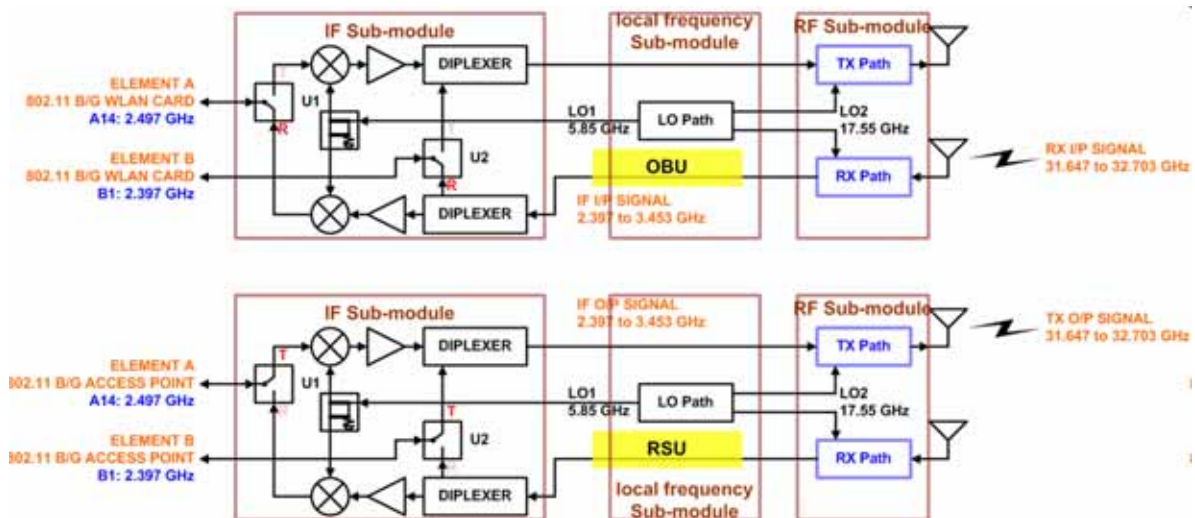 local frequency
Sub-module
IF Sub-module
RF Sub-module
DIPLEXER
TX Path
T
ELEMENT A
802.11 B/G WLAN CARD
A14: 2.497 GHz
U1
R
LO1
5.85 GHz
LO Path
LO2
17.55 GHz
T
U2
ELEMENT B
802.11 B/G WLAN CARD
B1: 2.397 GHz
R
OBU
RX Path
RX I/P SIGNAL
31.647 to 32.703 GHz
IF I/P SIGNAL
2.397 to 3.453 GHz
DIPLEXER
IF Sub-module
IF O/P SIGNAL
2.397 to 3.453 GHz
RF Sub-module
TX O/P SIGNAL
31.647 to 32.703 GHz
DIPLEXER
TX Path
T
ELEMENT A
802.11 B/G ACCESS POINT
A14: 2.497 GHz
U1
LO1
5.85 GHz
LO Path
LO2
17.55 GHz
T
U2
ELEMENT B
802.11 B/G ACCESS POINT
B1: 2.397 GHz
RSU
RX Path
DIPLEXER
local frequency
Sub-module